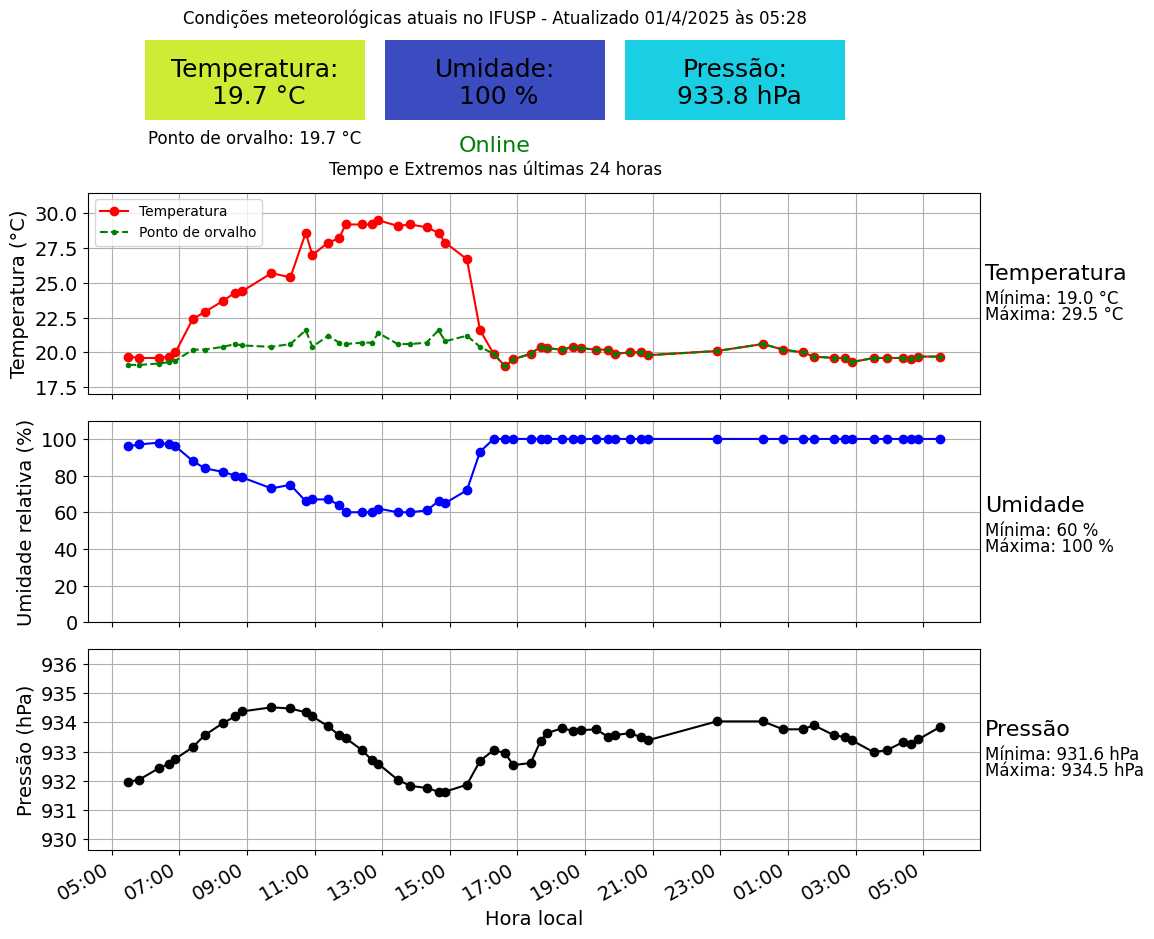 Condições meteorológicas atuais no IFUSP - Atualizado 01/4/2025 às 05:28
Temperatura:
19.7 °C
Umidade:
100 %
Pressão:
933.8 hPa
Ponto de orvalho: 19.7 °C
Online
Tempo e Extremos nas últimas 24 horas
Temperatura (°C)
30.0
27.5
25.0
22.5
20.0
17.5
Temperatura
Ponto de orvalho
Temperatura
Mínima: 19.0 °C
Máxima: 29.5 °C
Umidade relativa (%)
100
80
60
40
20
0
Umidade
Mínima: 60 %
Máxima: 100 %
Pressão (hPa)
936
935
934
933
932
931
930
Pressão
Mínima: 931.6 hPa
Máxima: 934.5 hPa
05:00 07:00 09:00 11:00 13:00 15:00 17:00 19:00 21:00 23:00 01:00 03:00 05:00
Hora local